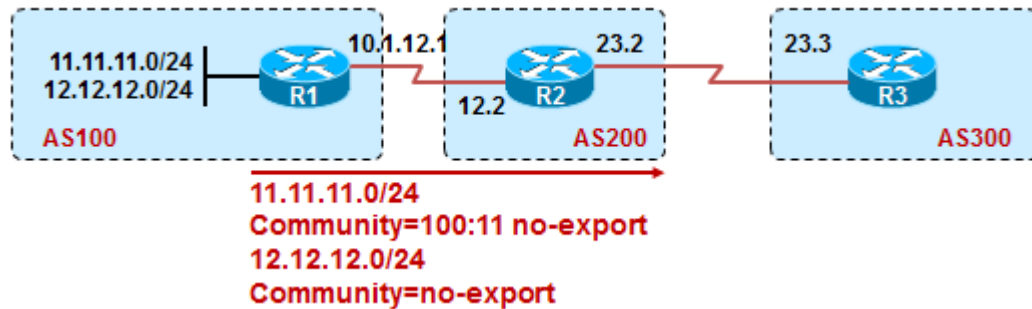 10.1.12.1
23.2
23.3
11.11.11.0/24
12.12.12.0/24
R1
12.2
R2
R3
AS100
AS200
AS300
11.11.11.0/24
Community=100:11 no-export
12.12.12.0/24
Community=no-export